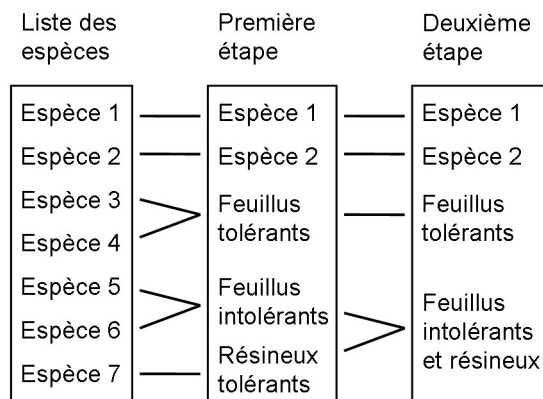 Liste des
espèces
Espèce 1
Espèce 2
Espèce 3
Espèce 4
Espèce 5
Espèce 6
Espèce 7
Première
étape
Espèce 1
Espèce 2
Feuillus
tolérants
Feuillus
intolérants
Résineux
tolérants
Deuxième
étape
Espèce 1
Espèce 2
Feuillus
tolérants
Feuillus
intolérants
et résineux